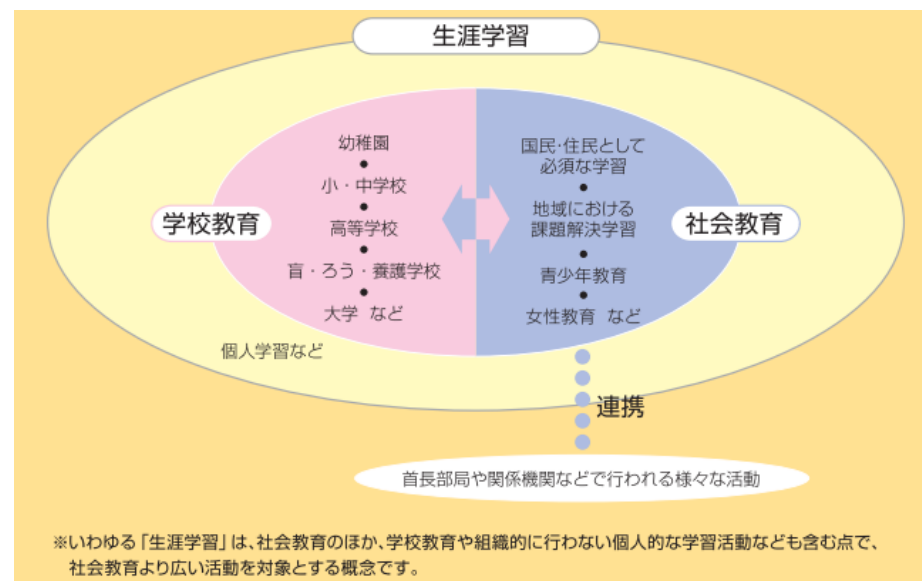 生涯学習
学校教育
幼稚園
小・中学校
高等学校
盲・ろう・養護学校
大学 など
社会教育
国民・住民として
必須な学習
地域における
課題解決学習
青少年教育
女性教育 など
個人学習など
連携
首長部局や関係機関などで行われる様々な活動
※いわゆる「生涯学習」は、社会教育のほか、学校教育や組織的に行わない個人的な学習活動なども含む点で、
社会教育より広い活動を対象とする概念です。